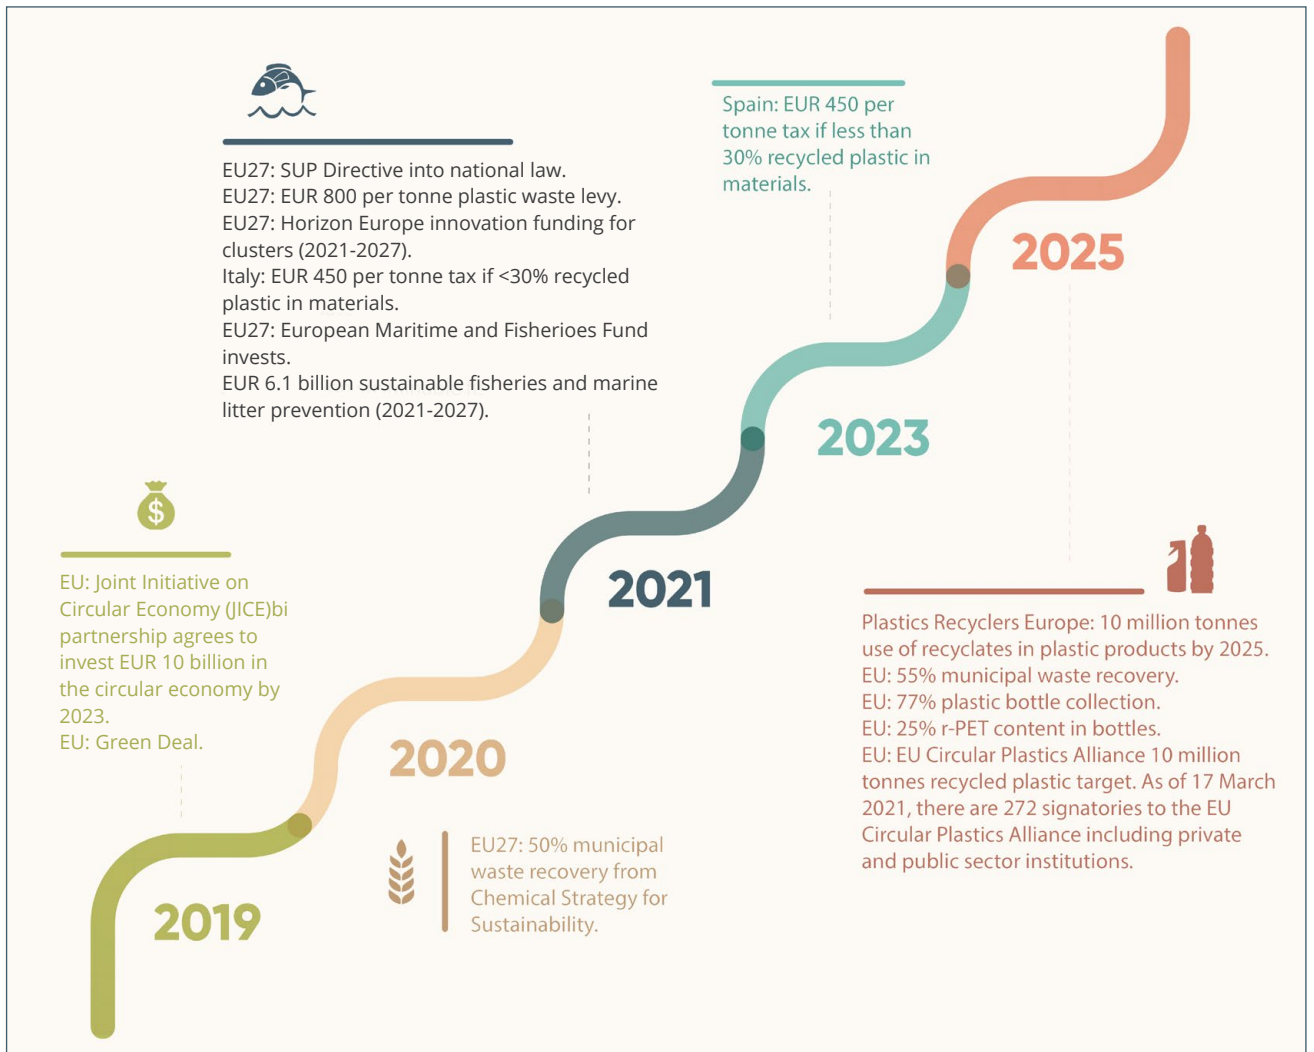 EU27: SUP Directive into national law.
EU27: EUR 800 per tonne plastic waste levy.
EU27: Horizon Europe innovation funding for
clusters (2021-2027).
Italy: EUR 450 per tonne tax if <30% recycled
plastic in materials.
EU27: European Maritime and Fisherioes Fund
invests.
EUR 6.1 billion sustainable fisheries and marine
litter prevention (2021-2027).
Spain: EUR 450 per
tonne tax if less than
30% recycled plastic in
materials.
2025
2023
$
EU: Joint Initiative on
Circular Economy (JICE)bi
partnership agrees to
invest EUR 10 billion in
the circular economy by
2023.
EU: Green Deal.
2021
Plastics Recyclers Europe: 10 million tonnes
use of recyclates in plastic products by 2025.
EU: 55% municipal waste recovery.
EU: 77% plastic bottle collection.
EU: 25% r-PET content in bottles.
EU: EU Circular Plastics Alliance 10 million
tonnes recycled plastic target. As of 17 March
2021, there are 272 signatories to the EU
Circular Plastics Alliance including private
and public sector institutions.
2020
EU27: 50% municipal
waste recovery from
Chemical Strategy for
Sustainability.
2019